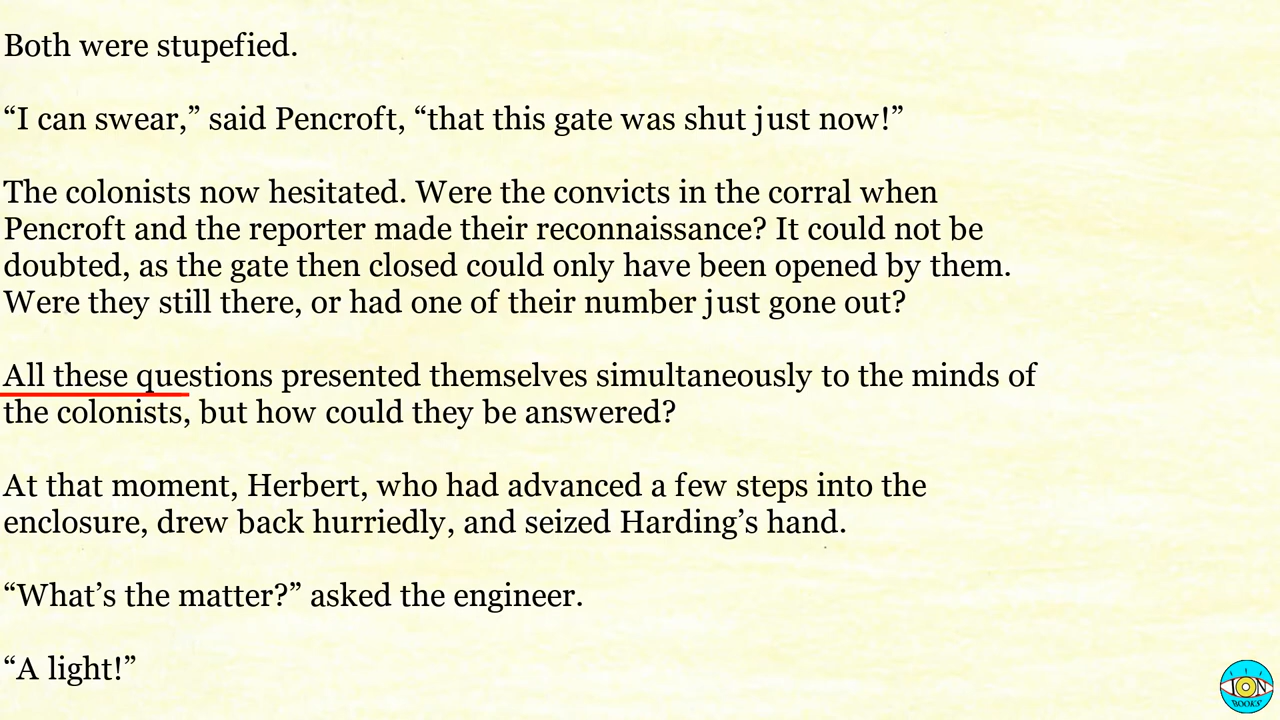 Both were stupefied.
“I can swear,” said Pencroft, “that this gate was shut just now!”
The colonists now hesitated. Were the convicts in the corral when
Pencroft and the reporter made their reconnaissance? It could not be
doubted, as the gate then closed could only have been opened by them.
Were they still there, or had one of their number just gone out?
All these questions presented themselves simultaneously to the minds of
the colonists, but how could they be answered?
At that moment, Herbert, who had advanced a few steps into the
enclosure, drew back hurriedly, and seized Harding’s hand.
“What’s the matter?” asked the engineer.
“A light!”
ION
BOOKS